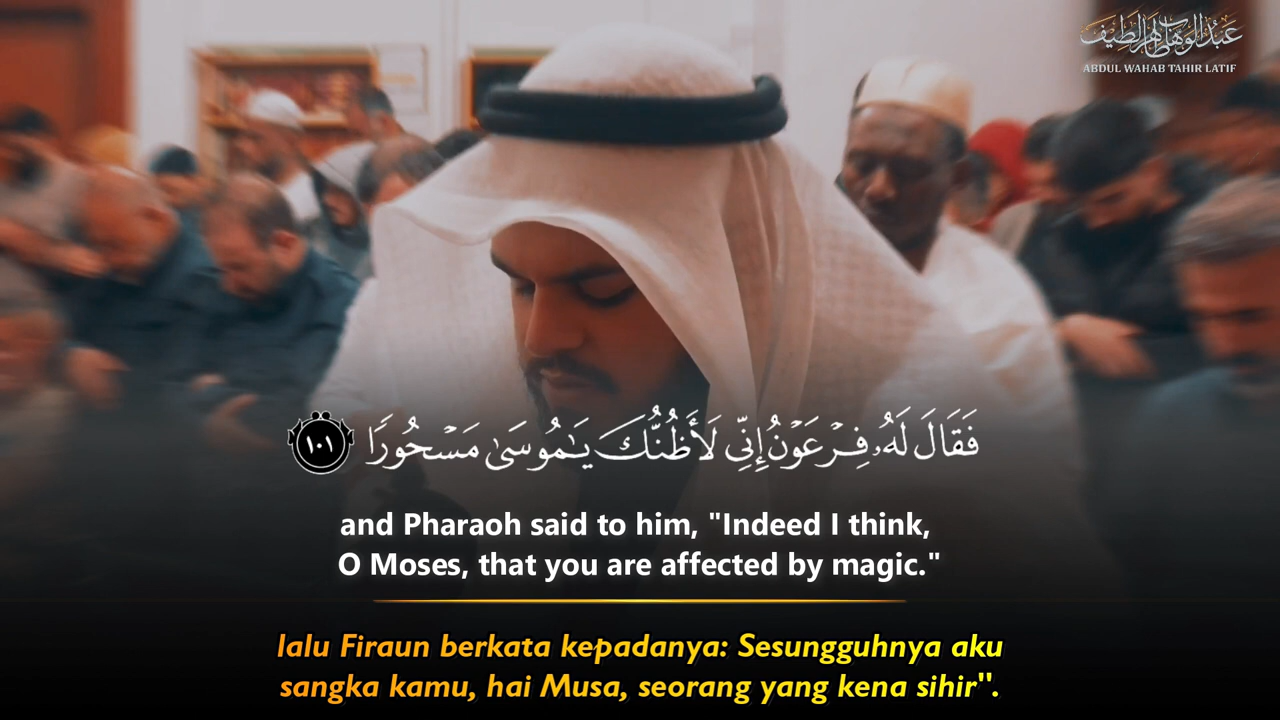 عبدالوهاب طاهر لطيف
ABDUL WAHAB TAHIR LATIF
فَقَالَ لَهُۥ فِرْعَوْنُ إِنِّى لَأَظُنُّكَ يَـٰمُوسَىٰ مَسْحُورًا ١٠١
and Pharaoh said to him, "Indeed I think,
O Moses, that you are affected by magic."
lalu Firaun berkata kepadanya: Sesungguhnya aku
sangka kamu, hai Musa, seorang yang kena sihir".